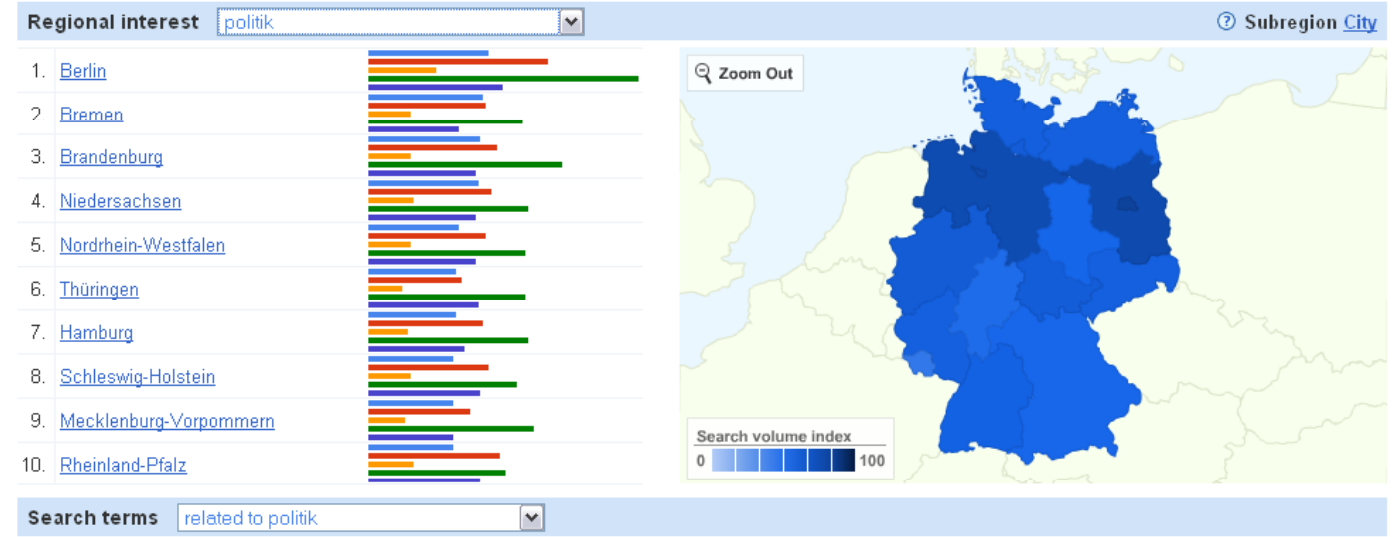 Regional interest politik
Subregion City
1. Berlin
2 Bremen
3. Brandenburg
4. Niedersachsen
5. Nordrhein-Westfalen
6. Thüringen
7. Hamburg
8. Schleswig-Holstein
9. Mecklenburg-Vorpommern
10. Rheinland-Pfalz
Zoom Out
Search volume index
0 100
Search terms related to politik